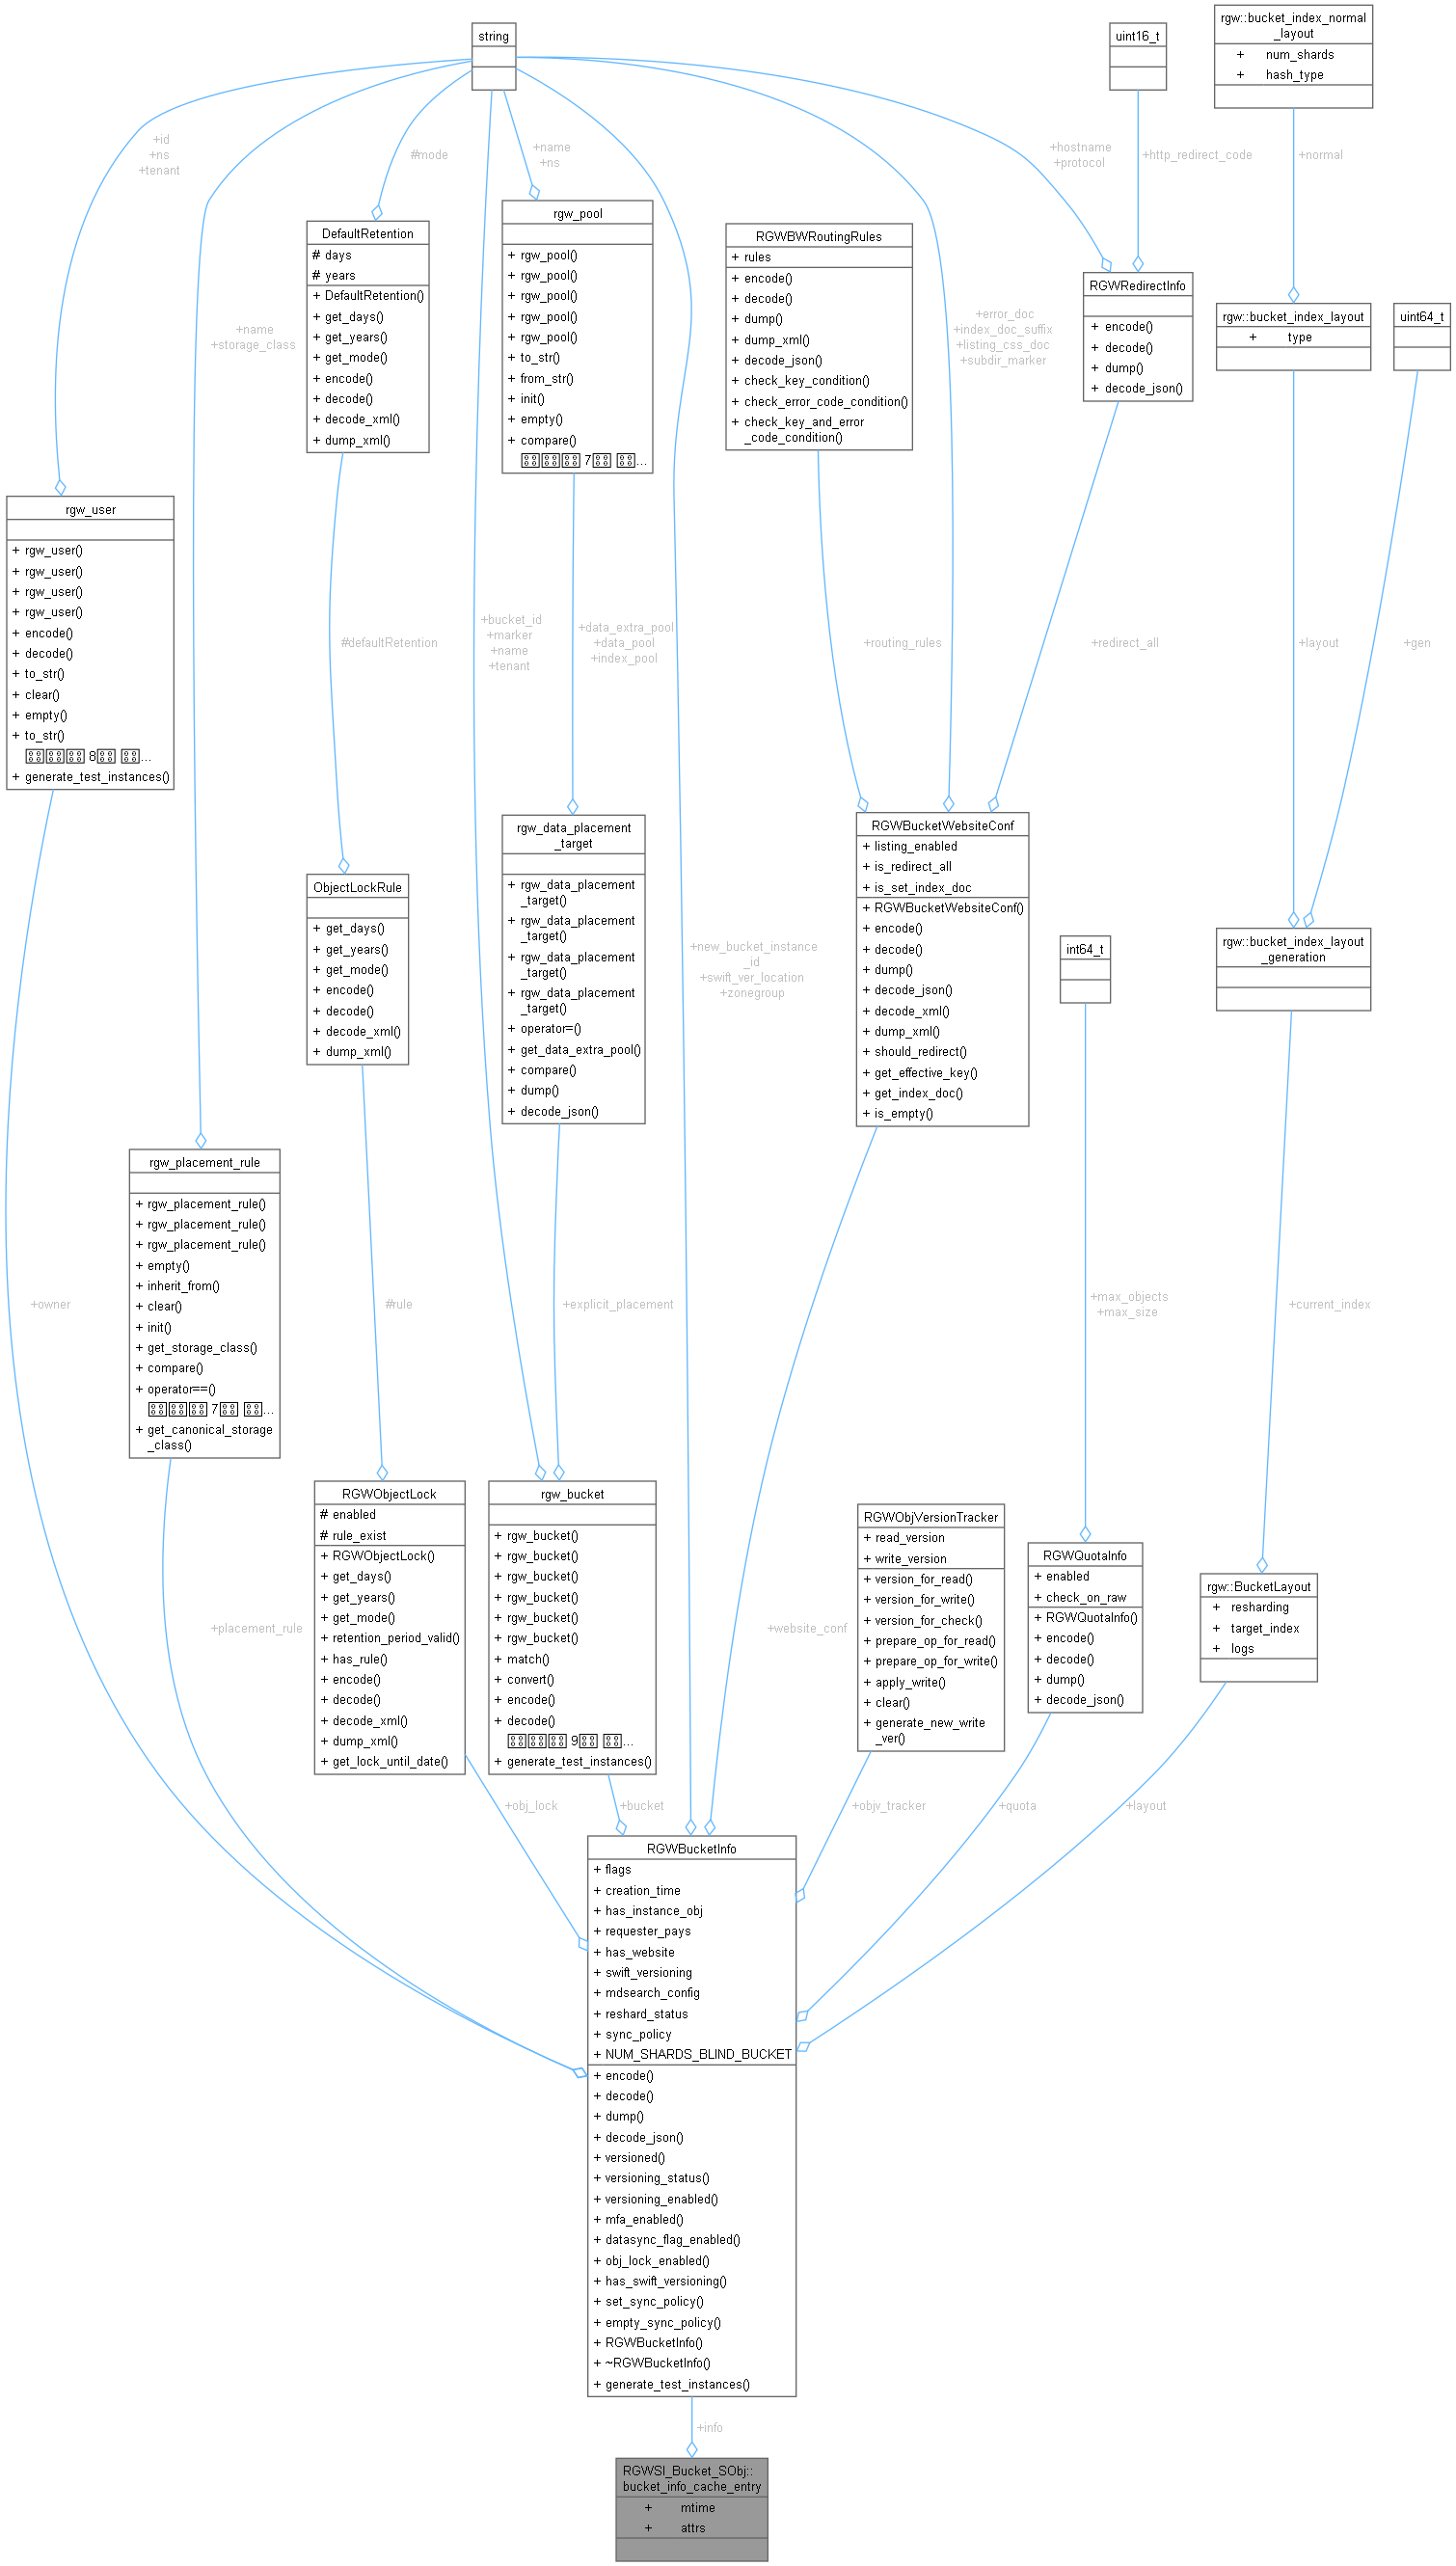 string
uint16_t
rgw::bucket_index_normal
_layout
+ num_shards
+ hash_type
+id
+ns
+tenant
#mode
+name
+ns
+hostname
+protocol
+http_redirect_code
+normal
DefaultRetention
# days
# years
+ DefaultRetention()
+ get_days()
+ get_years()
+ get_mode()
+ encode()
+ decode()
+ decode_xml()
+ dump_xml()
rgw_pool
+ rgw_pool()
+ rgw_pool()
+ rgw_pool()
+ rgw_pool()
+ rgw_pool()
+ to_str()
+ from_str()
+ init()
+ empty()
+ compare()
7
...
RGWBWRoutingRules
+ rules
+ encode()
+ decode()
+ dump()
+ dump_xml()
+ decode_json()
+ check_key_condition()
+ check_error_code_condition()
+ check_key_and_error
_code_condition()
+error_doc
+index_doc_suffix
+listing_css_doc
+subdir_marker
RGWRedirectInfo
+ encode()
+ decode()
+ dump()
+ decode_json()
rgw::bucket_index_layout
+ type
uint64_t
+name
+storage_class
rgw_user
+ rgw_user()
+ rgw_user()
+ rgw_user()
+ rgw_user()
+ encode()
+ decode()
+ to_str()
+ clear()
+ empty()
+ to_str()
8
...
+ generate_test_instances()
#defaultRetention
+bucket_id
+marker
+name
+tenant
+data_extra_pool
+data_pool
+index_pool
+routing_rules
+redirect_all
+layout
+gen
rgw_data_placement
_target
+ rgw_data_placement
_target()
+ rgw_data_placement
_target()
+ rgw_data_placement
_target()
+ rgw_data_placement
_target()
+ operator=()
+ get_data_extra_pool()
+ compare()
+ dump()
+ decode_json()
RGWBucketWebsiteConf
+ listing_enabled
+ is_redirect_all
+ is_set_index_doc
+ RGWBucketWebsiteConf()
+ encode()
+ decode()
+ dump()
+ decode_json()
+ decode_xml()
+ dump_xml()
+ should_redirect()
+ get_effective_key()
+ get_index_doc()
+ is_empty()
ObjectLockRule
+ get_days()
+ get_years()
+ get_mode()
+ encode()
+ decode()
+ decode_xml()
+ dump_xml()
+new_bucket_instance
_id
+swift_ver_location
+zonegroup
int64_t
rgw::bucket_index_layout
_generation
rgw_placement_rule
+ rgw_placement_rule()
+ rgw_placement_rule()
+ rgw_placement_rule()
+ empty()
+ inherit_from()
+ clear()
+ init()
+ get_storage_class()
+ compare()
+ operator==()
7
...
+ get_canonical_storage
_class()
+owner
#rule
+explicit_placement
+max_objects
+max_size
+current_index
RGWObjectLock
# enabled
# rule_exist
+ RGWObjectLock()
+ get_days()
+ get_years()
+ get_mode()
+ retention_period_valid()
+ has_rule()
+ encode()
+ decode()
+ decode_xml()
+ dump_xml()
+ get_lock_until_date()
rgw_bucket
+ rgw_bucket()
+ rgw_bucket()
+ rgw_bucket()
+ rgw_bucket()
+ rgw_bucket()
+ rgw_bucket()
+ match()
+ convert()
+ encode()
+ decode()
9
...
+ generate_test_instances()
RGWObjVersionTracker
+ read_version
+ write_version
+ version_for_read()
+ version_for_write()
+ version_for_check()
+ prepare_op_for_read()
+ prepare_op_for_write()
+ apply_write()
+ clear()
+ generate_new_write
_ver()
RGWQuotaInfo
+ enabled
+ check_on_raw
+ RGWQuotaInfo()
+ encode()
+ decode()
+ dump()
+ decode_json()
rgw::BucketLayout
+ resharding
+ target_index
+ logs
+placement_rule
+website_conf
+obj_lock
+bucket
+objv_tracker
+quota
+layout
RGWBucketInfo
+ flags
+ creation_time
+ has_instance_obj
+ requester_pays
+ has_website
+ swift_versioning
+ mdsearch_config
+ reshard_status
+ sync_policy
+ NUM_SHARDS_BLIND_BUCKET
+ encode()
+ decode()
+ dump()
+ decode_json()
+ versioned()
+ versioning_status()
+ versioning_enabled()
+ mfa_enabled()
+ datasync_flag_enabled()
+ obj_lock_enabled()
+ has_swift_versioning()
+ set_sync_policy()
+ empty_sync_policy()
+ RGWBucketInfo()
+ ~RGWBucketInfo()
+ generate_test_instances()
+info
RGWSI_Bucket_SObj::
bucket_info_cache_entry
+ mtime
+ attrs